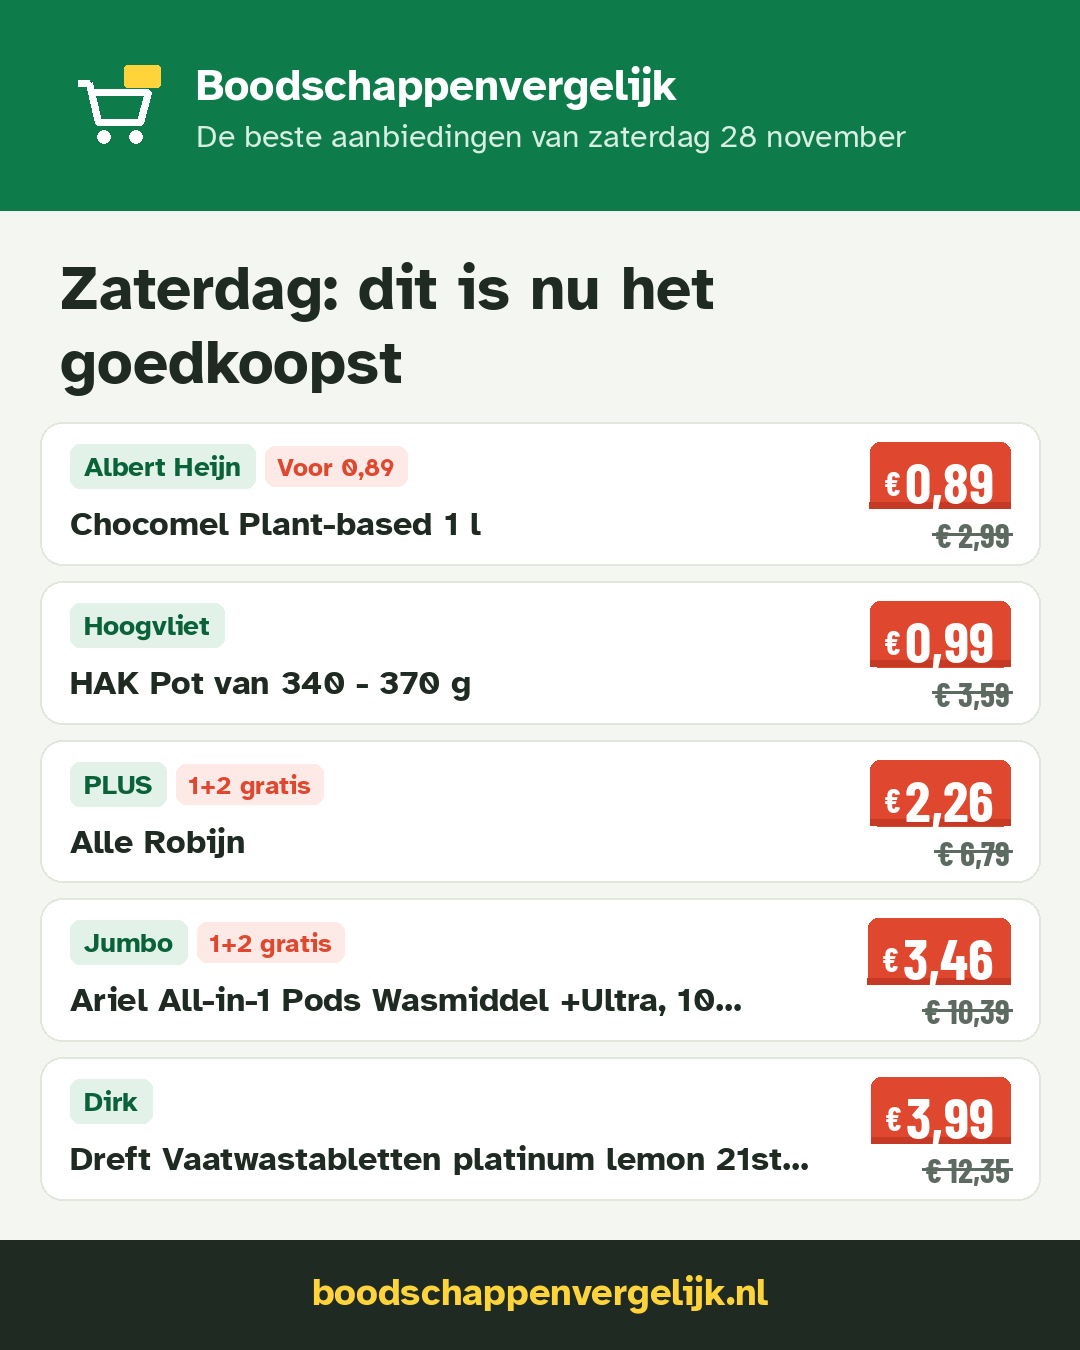 Boodschappenvergelijk
De beste aanbiedingen van zaterdag 28 november
Zaterdag: dit is nu het
goedkoopst
Albert Heijn Voor 0,89
€ 0,89
Chocomel Plant-based 1 l
€ 2,99
Hoogvliet
€ 0,99
HAK Pot van 340 - 370 g
€ 3,59
PLUS 1+2 gratis
€ 2,26
Alle Robijn
€ 6,79
Jumbo 1+2 gratis
€ 3,46
Ariel All-in-1 Pods Wasmiddel +Ultra, 10...
€ 10,39
Dirk
€ 3,99
Dreft Vaatwastabletten platinum lemon 21st...
€ 12,35
boodschappenvergelijk.nl